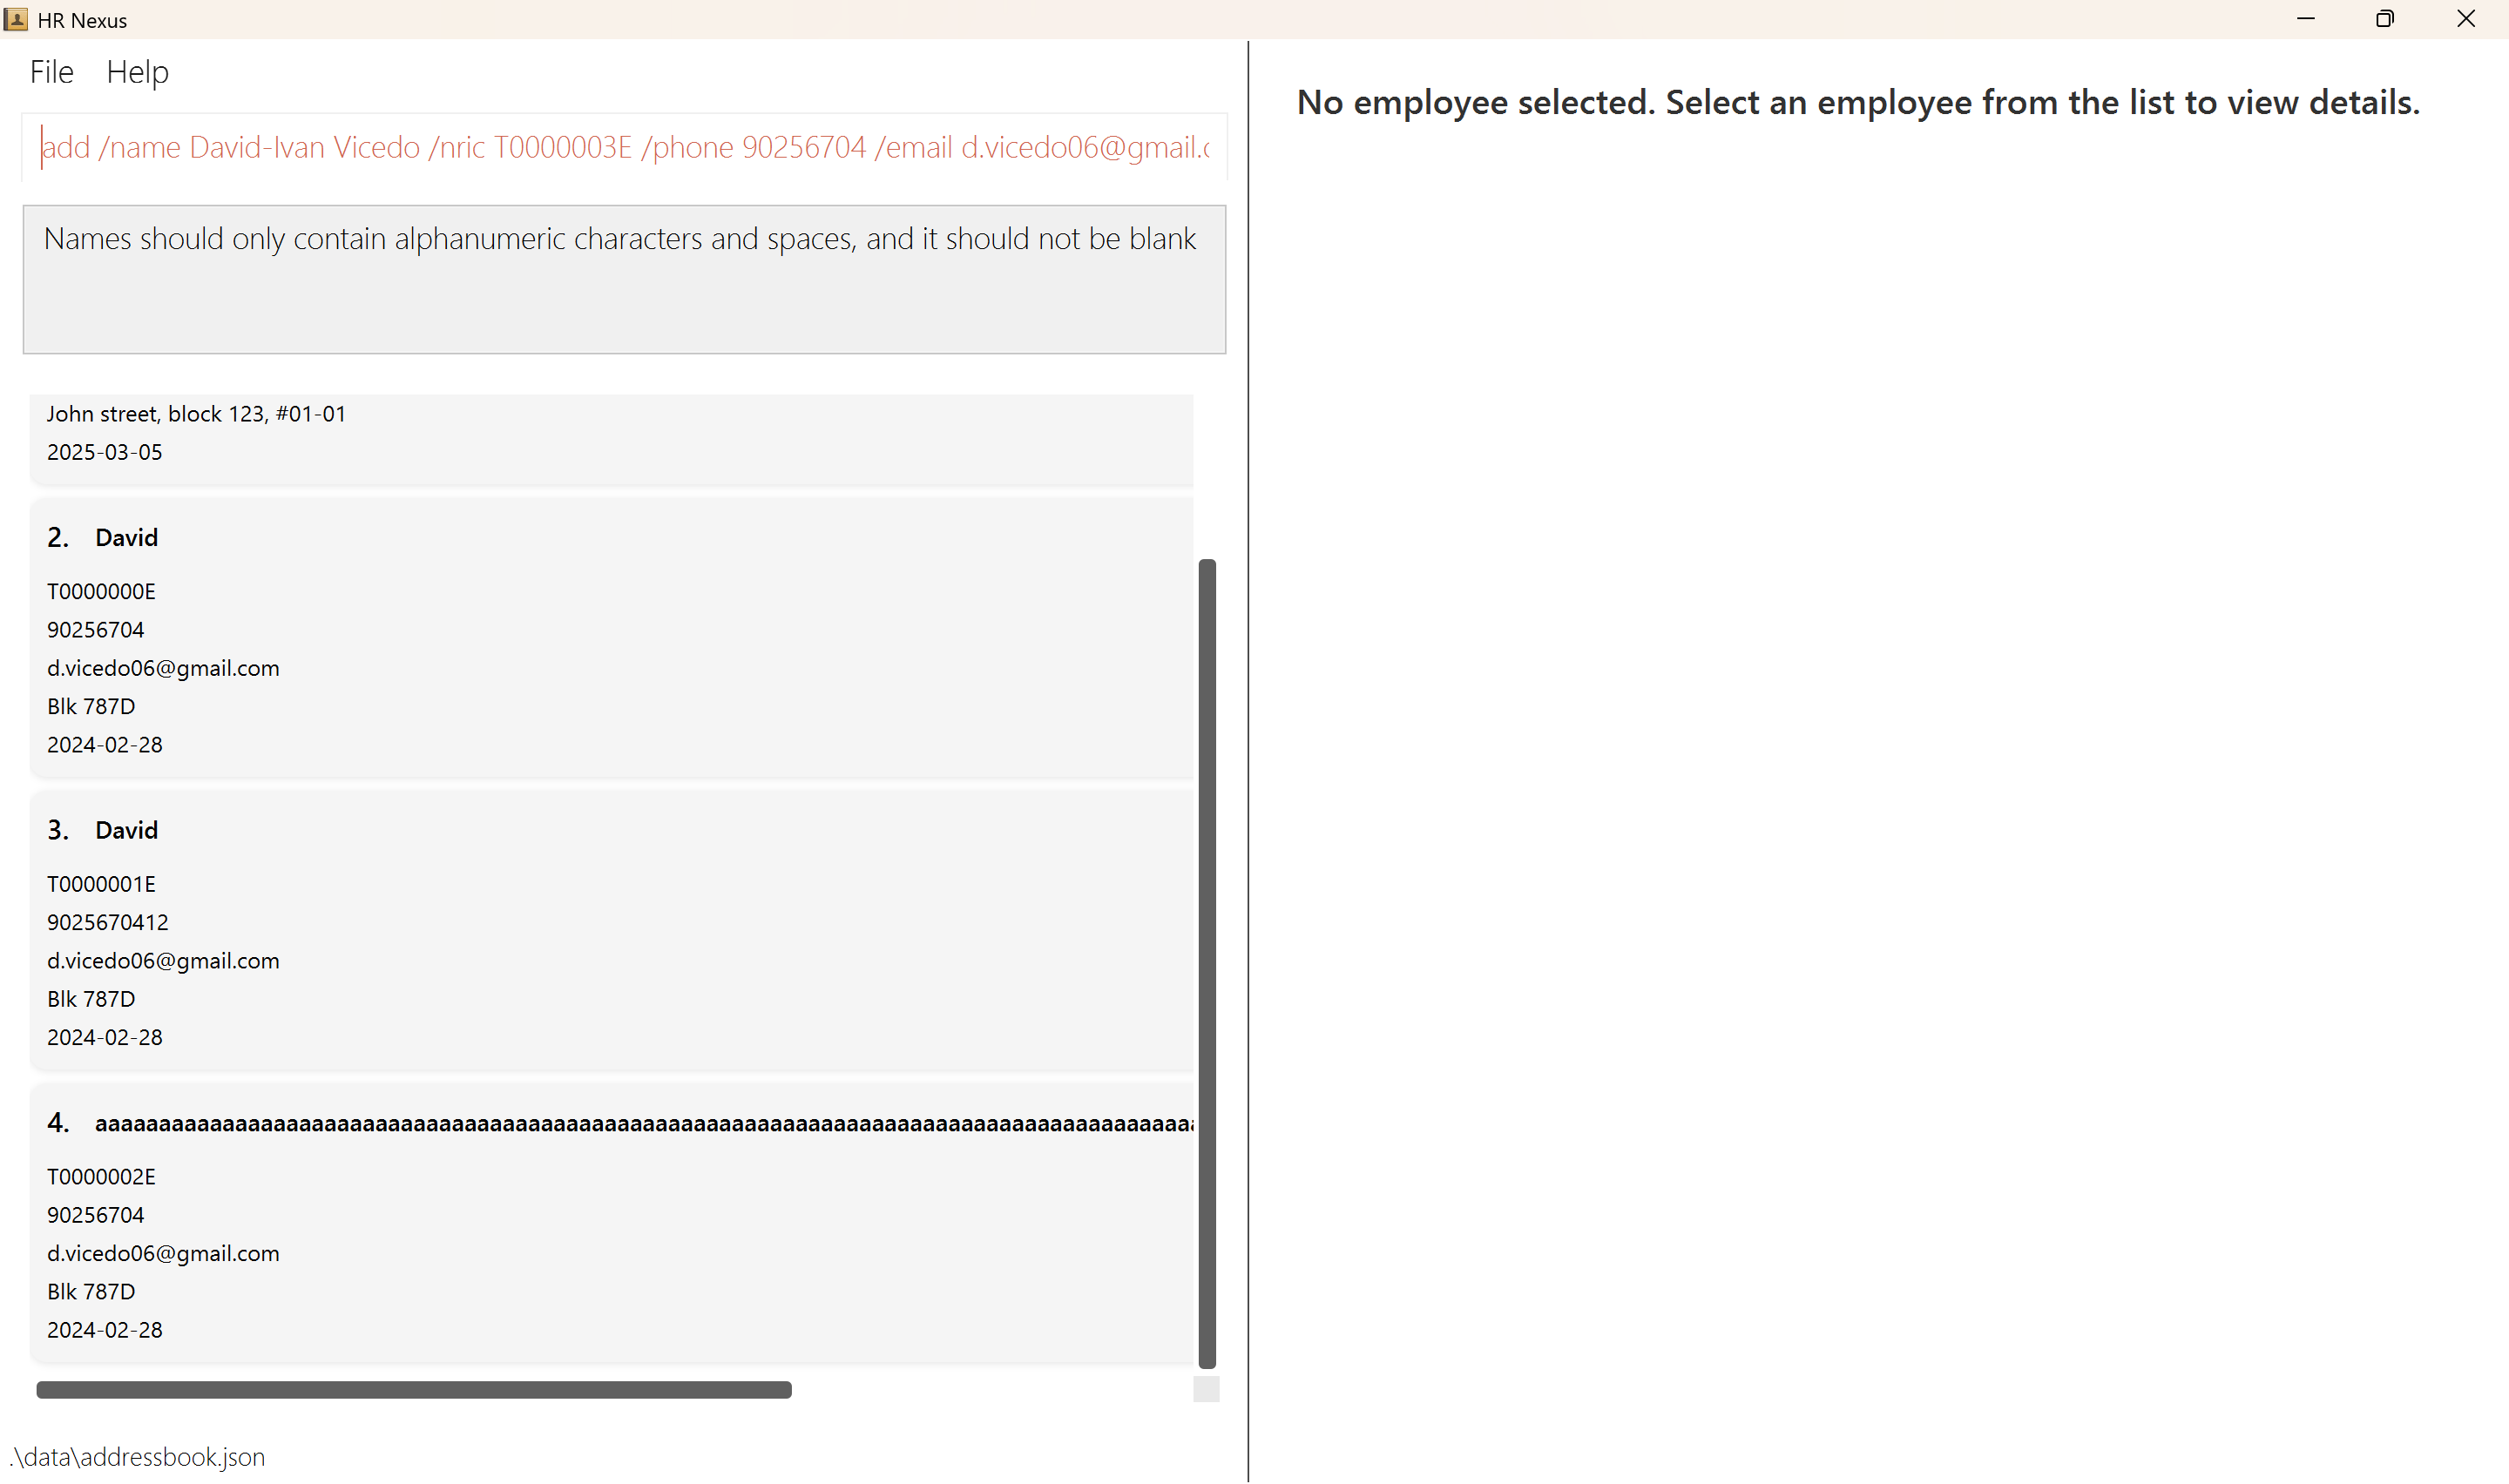 HR Nexus
File Help
add /name David-Ivan Vicedo /nric T0000003E /phone 90256704 /email d.vicedo06@gmail.c
Names should only contain alphanumeric characters and spaces, and it should not be blank
John street, block 123, #01-01
2025-03-05
2. David
T0000000E
90256704
d.vicedo06@gmail.com
Blk 787D
2024-02-28
3. David
T0000001E
9025670412
d.vicedo06@gmail.com
Blk 787D
2024-02-28
4.
T0000002E
90256704
d.vicedo06@gmail.com
Blk 787D
2024-02-28
.\data\addressbook.json
No employee selected. Select an employee from the list to view details.